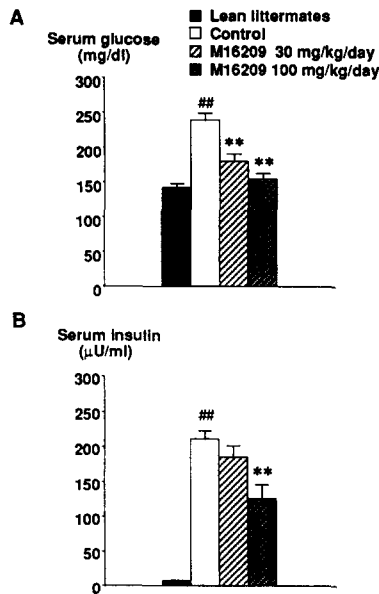 A
Lean littermates
Control
M16209 30 mg/kg/day
M16209 100 mg/kg/day
Serum glucose
(mg/dl)
300
250
200
150
100
50
0
##
**
**
B
Serum insulin
(μU/ml)
300
250
200
150
100
50
0
##
**